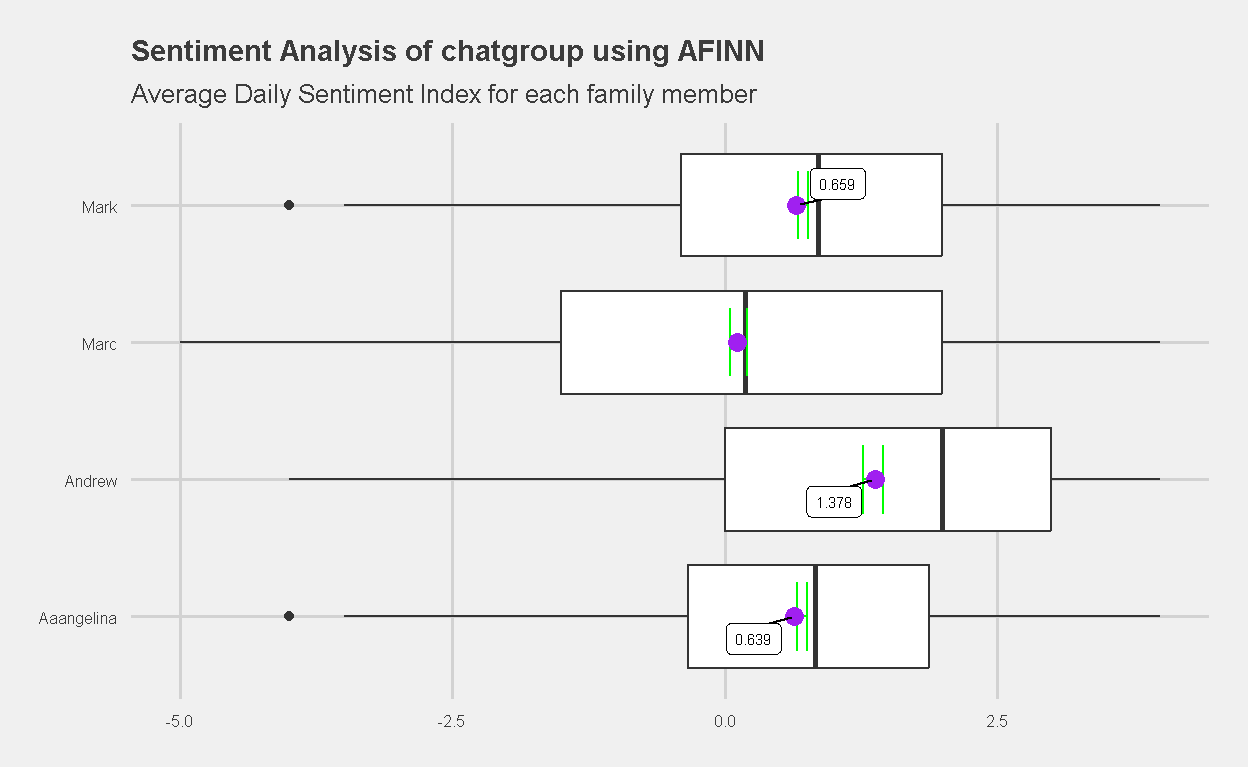 Sentiment Analysis of chatgroup using AFINN
Average Daily Sentiment Index for each family member
Mark
0.659
Marc
Andrew
1.378
Aaangelina
0.639
-5.0 -2.5 0.0 2.5